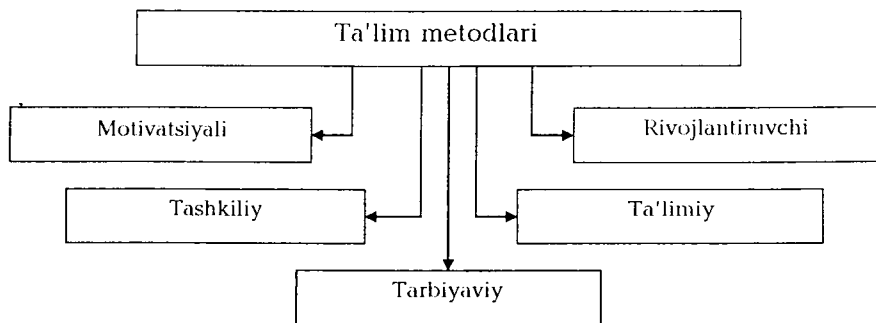 Ta'lim metodlari
Motivatsiyali
Rivojlantiruvchi
Tashkiliy
Ta'limiy
Tarbiyaviy